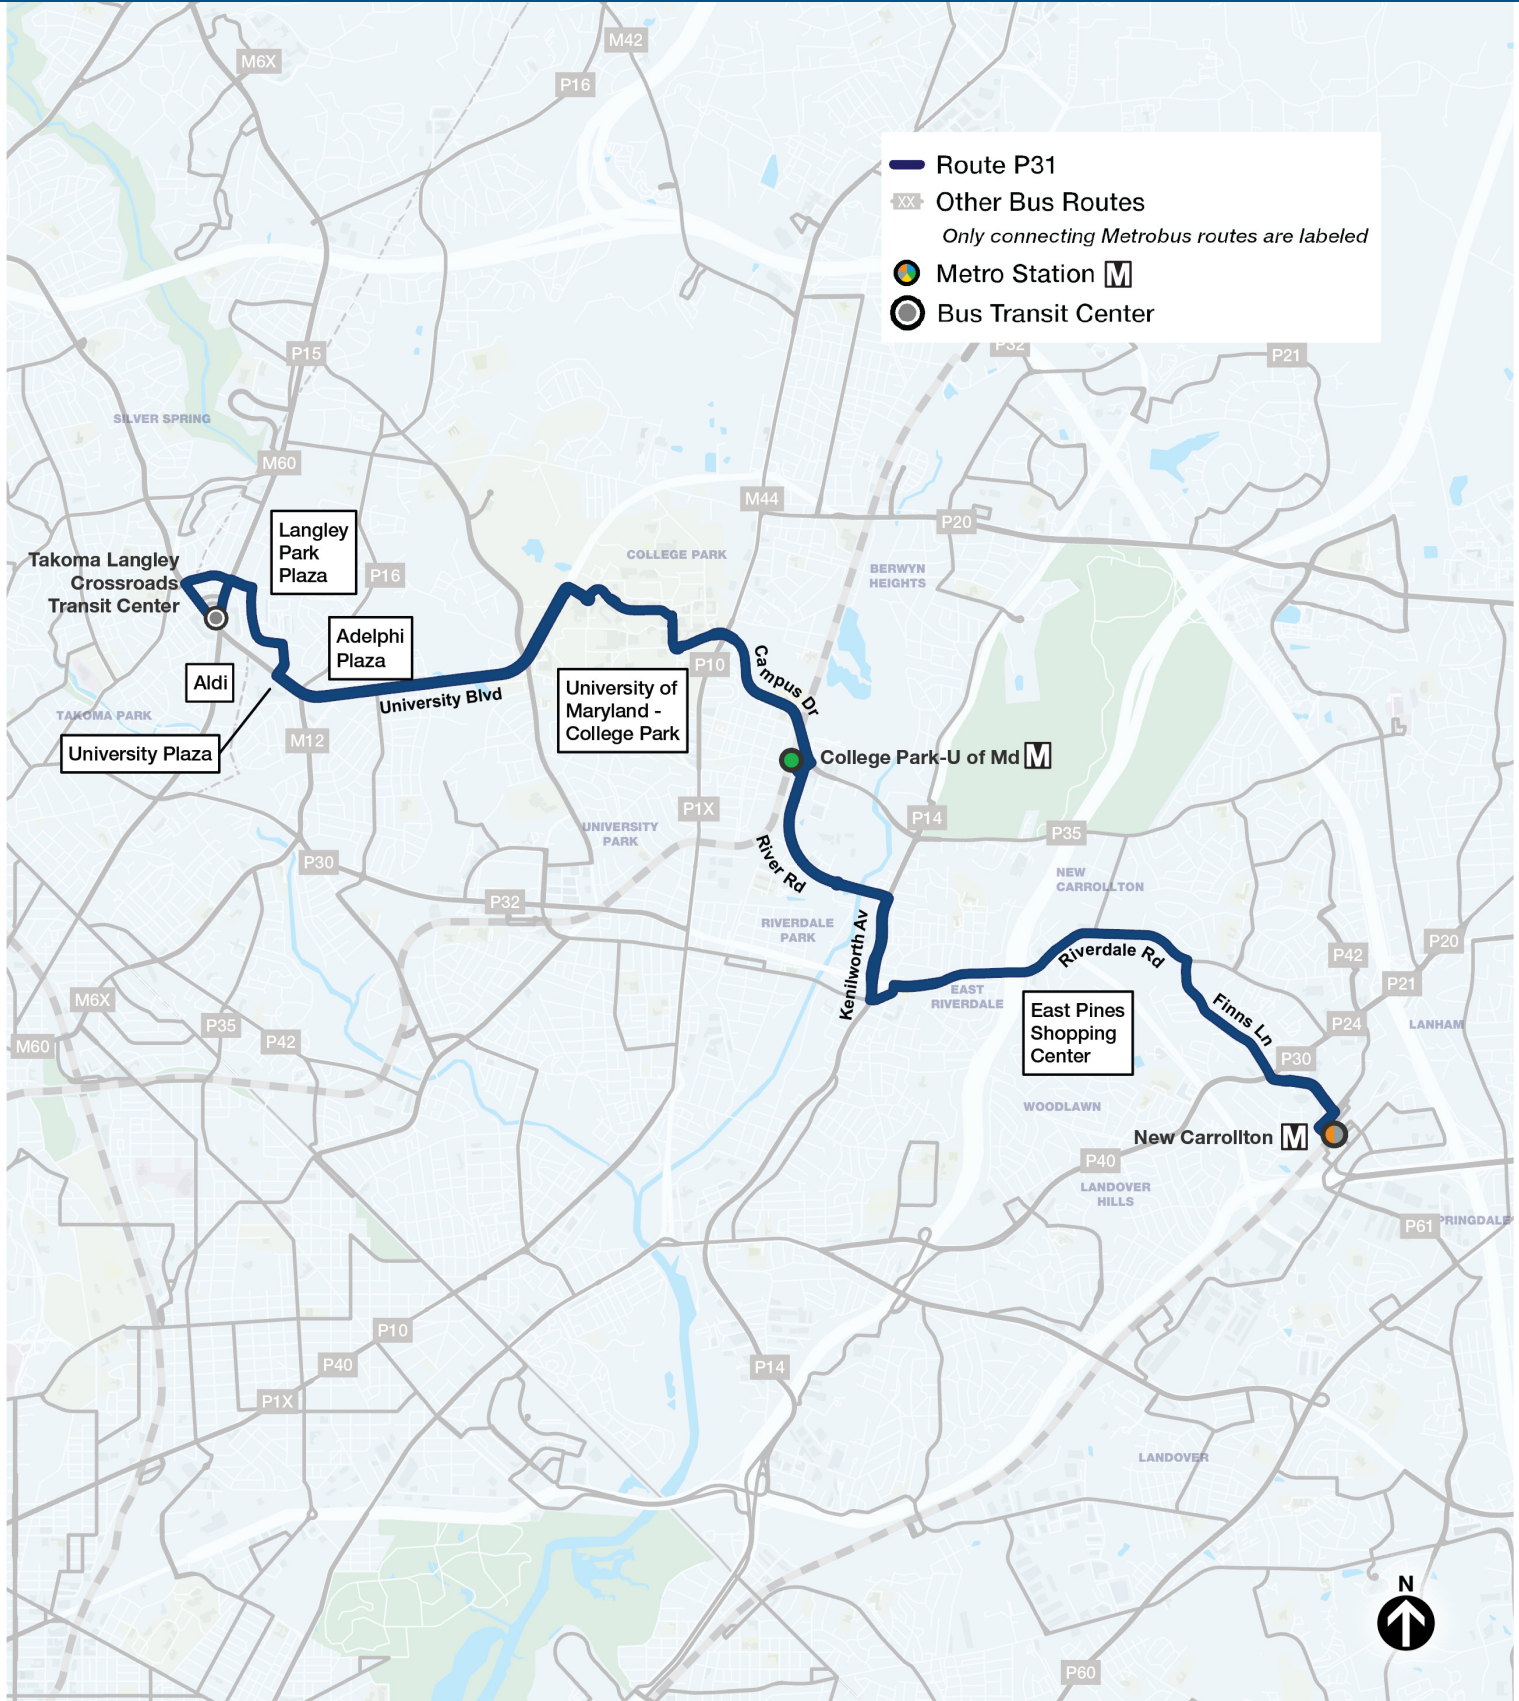 M42
M6X
P16
Route P31
XX Other Bus Routes
Only connecting Metrobus routes are labeled
Metro Station M
Bus Transit Center
P32
P21
P15
SILVER SPRING
M60
M44
P20
Langley
Park
Plaza
COLLEGE PARK
BERWYN
HEIGHTS
Takoma Langley
Crossroads
Transit Center
P16
Adelphi
Plaza
Aldi
P10
Campus Dr
University of
Maryland -
College Park
University Blvd
TAKOMA PARK
University Plaza
M12
College Park-U of Md M
P1X
P14
UNIVERSITY
PARK
P35
River Rd
P30
NEW
CARROLLTON
P32
RIVERDALE
PARK
Kenilworth Av
Riverdale Rd
P20
P42
P21
EAST
RIVERDALE
M6X
East Pines
Shopping
Center
Finns Ln
P35
P24
LANHAM
M60
P42
P30
WOODLAWN
New Carrollton M
P40
LANDOVER
HILLS
P61
PRINGDALE
P10
P40
P14
P1X
LANDOVER
N
P60